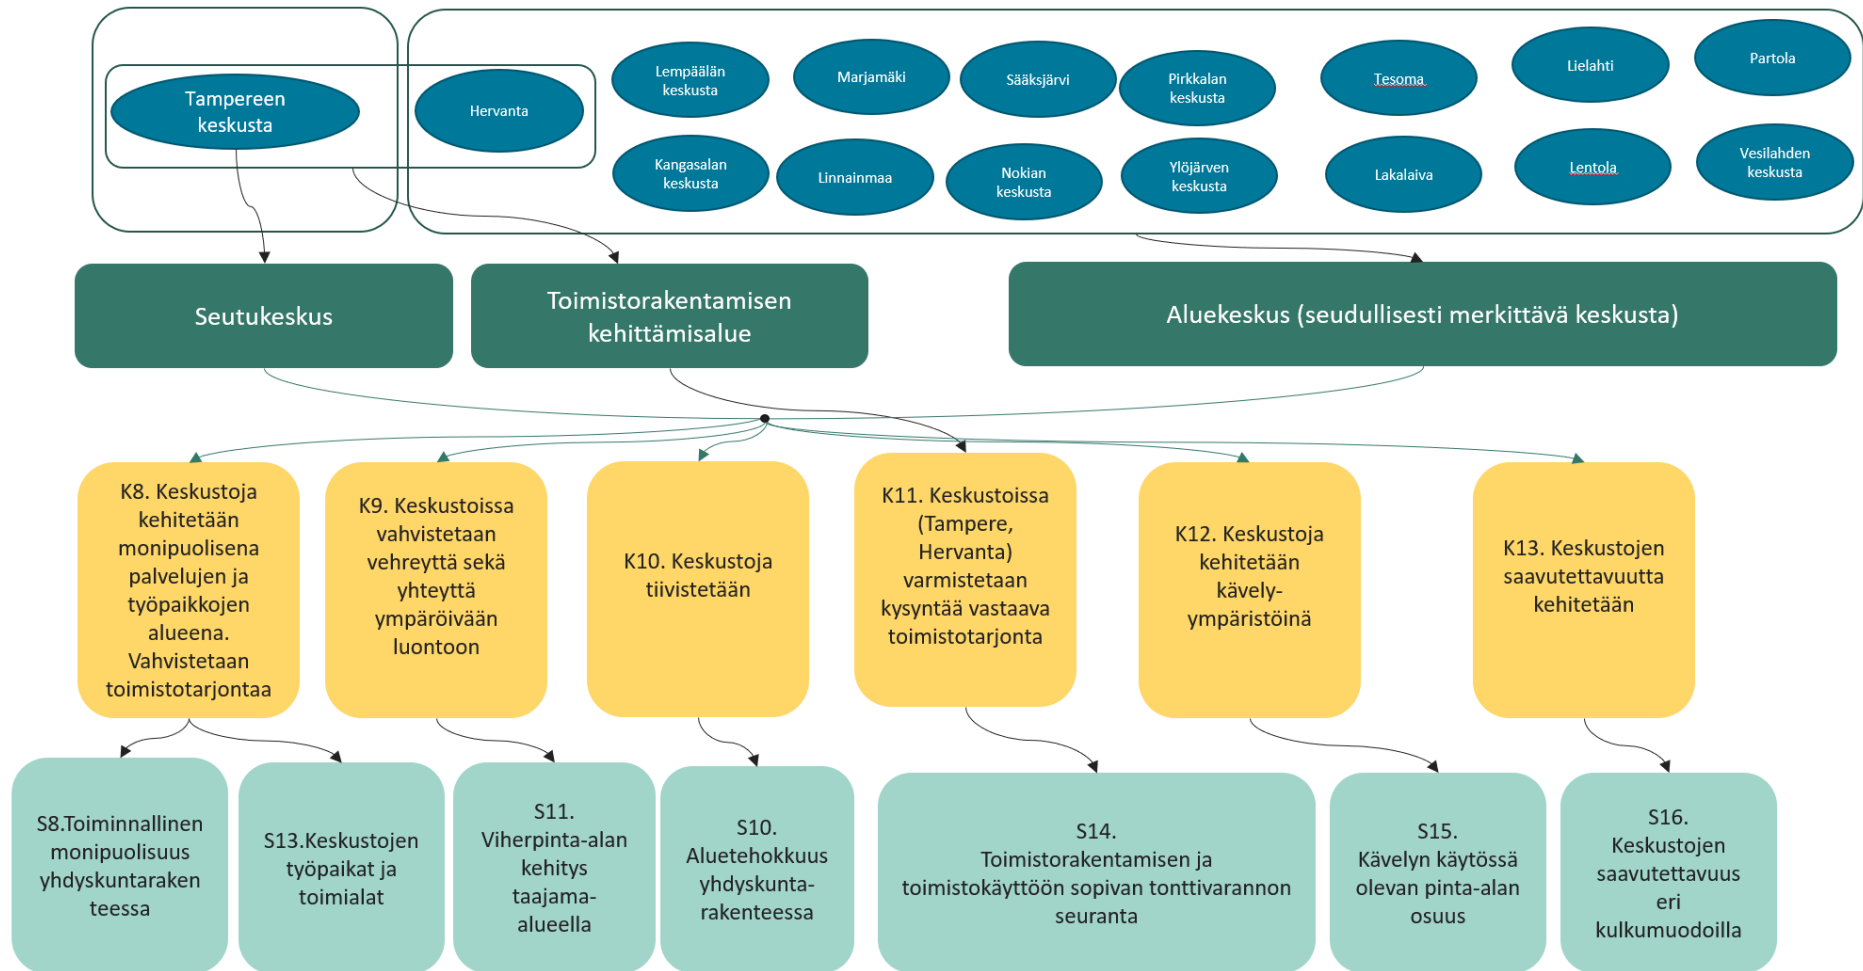 Tampereen
keskusta
Hervanta
Lempäälän
keskusta
Marjamäki
Sääksjärvi
Pirkkalan
keskusta
Tesoma
Lielahti
Partola
Kangasalan
keskusta
Linnainmaa
Nokian
keskusta
Ylöjärven
keskusta
Lakalaiva
Lentola
Vesilahden
keskusta
Seutukeskus
Toimistorakentamisen
kehittämisalue
Aluekeskus (seudullisesti merkittävä keskusta)
K8. Keskustoja
kehitetään
monipuolisena
palvelujen ja
työpaikkojen
alueena.
Vahvistetaan
toimistotarjontaa
K9. Keskustoissa
vahvistetaan
vehreyttä sekä
yhteyttä
ympäröivään
luontoon
K10. Keskustoja
tiivistetään
K11. Keskustoissa
(Tampere,
Hervanta)
varmistetaan
kysyntää vastaava
toimistotarjonta
K12. Keskustoja
kehitetään
kävely-
ympäristöinä
K13. Keskustojen
saavutettavuutta
kehitetään
S8.Toiminnallinen
monipuolisuus
yhdyskuntaraken
teessa
S13.Keskustojen
työpaikat ja
toimialat
S11.
Viherpinta-alan
kehitys
taajama-
alueella
S10.
Aluetehokkuus
yhdyskunta-
rakenteessa
S14.
Toimistorakentamisen ja
toimistokäyttöön sopivan tonttivarannon
seuranta
S15.
Kävelyn käytössä
olevan pinta-alan
osuus
S16.
Keskustojen
saavutettavuus
eri
kulkumuodoilla